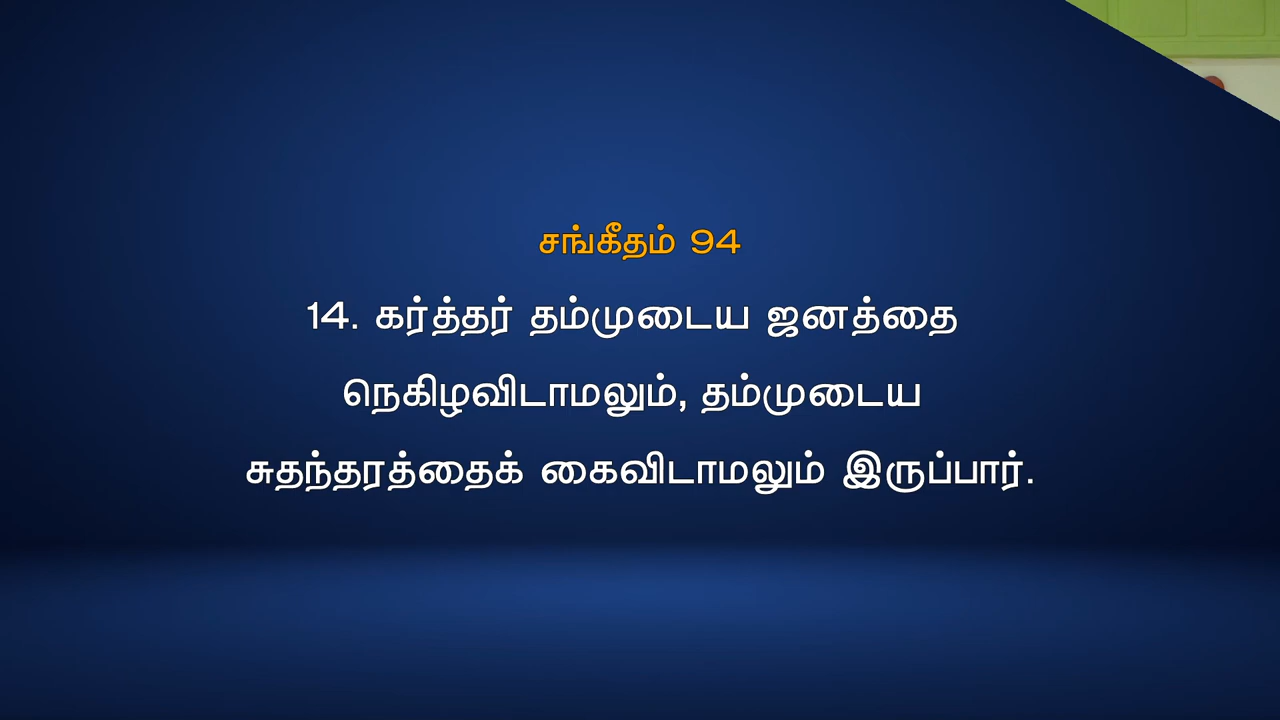 சங்கீதம் 94
14. கர்த்தர் தம்முடைய ஜனத்தை
நெகிழவிடாமலும், தம்முடைய
சுதந்தரத்தைக் கைவிடாமலும் இருப்பார்.